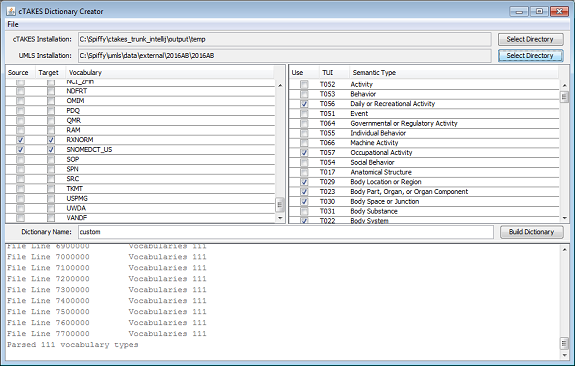 cTAKES Dictionary Creator
File
cTAKES Installation: C:\Spiffy\ctakes_trunk_intellij\output\temp Select Directory
UMLS Installation: C:\Spiffy\umls\data\external\2016AB\2016AB Select Directory
Source Target Vocabulary
NCI_ZFin
NDFRT
OMIM
PDQ
QMR
RAM
RXNORM
SNOMEDCT_US
SOP
SPN
SRC
TKMT
USPMG
UWDA
VANDF
Use TUI Semantic Type
T052 Activity
T053 Behavior
T056 Daily or Recreational Activity
T051 Event
T064 Governmental or Regulatory Activity
T055 Individual Behavior
T066 Machine Activity
T057 Occupational Activity
T054 Social Behavior
T017 Anatomical Structure
T029 Body Location or Region
T023 Body Part, Organ, or Organ Component
T030 Body Space or Junction
T031 Body Substance
T022 Body System
Dictionary Name: custom Build Dictionary
File Line 6900000 Vocabularies 111
File Line 7000000 Vocabularies 111
File Line 7100000 Vocabularies 111
File Line 7200000 Vocabularies 111
File Line 7300000 Vocabularies 111
File Line 7400000 Vocabularies 111
File Line 7500000 Vocabularies 111
File Line 7600000 Vocabularies 111
File Line 7700000 Vocabularies 111
Parsed 111 vocabulary types